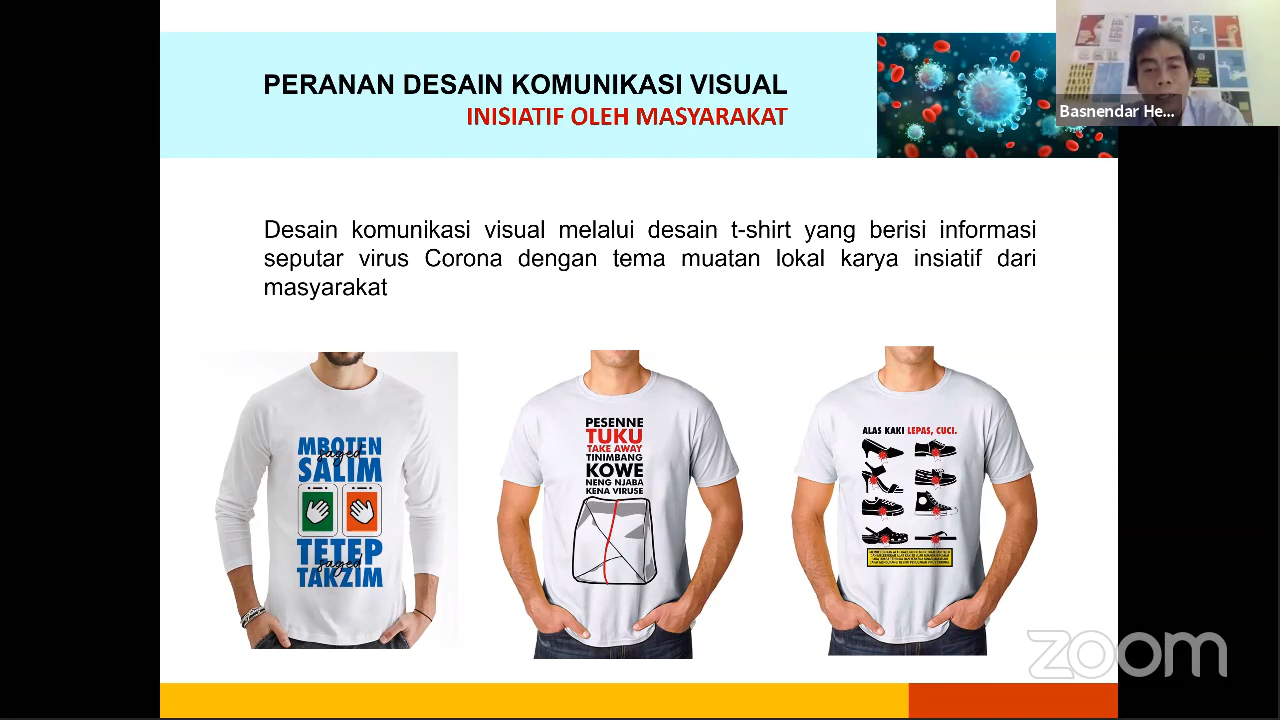 PERANAN DESAIN KOMUNIKASI VISUAL
INISIATIF OLEH MASYARAKAT
Basnendar He...
Desain komunikasi visual melalui desain t-shirt yang berisi informasi
seputar virus Corona dengan tema muatan lokal karya insiatif dari
masyarakat
MBOTEN
saged
SALIM
TETEP
saged
TAKZIM
PESENNE
TUKU
TAKE AWAY
TINIMBANG
KOWE
NENG NJABA
KENA VIRUSE
ALAS KAKI LEPAS, CUCI.
zoom